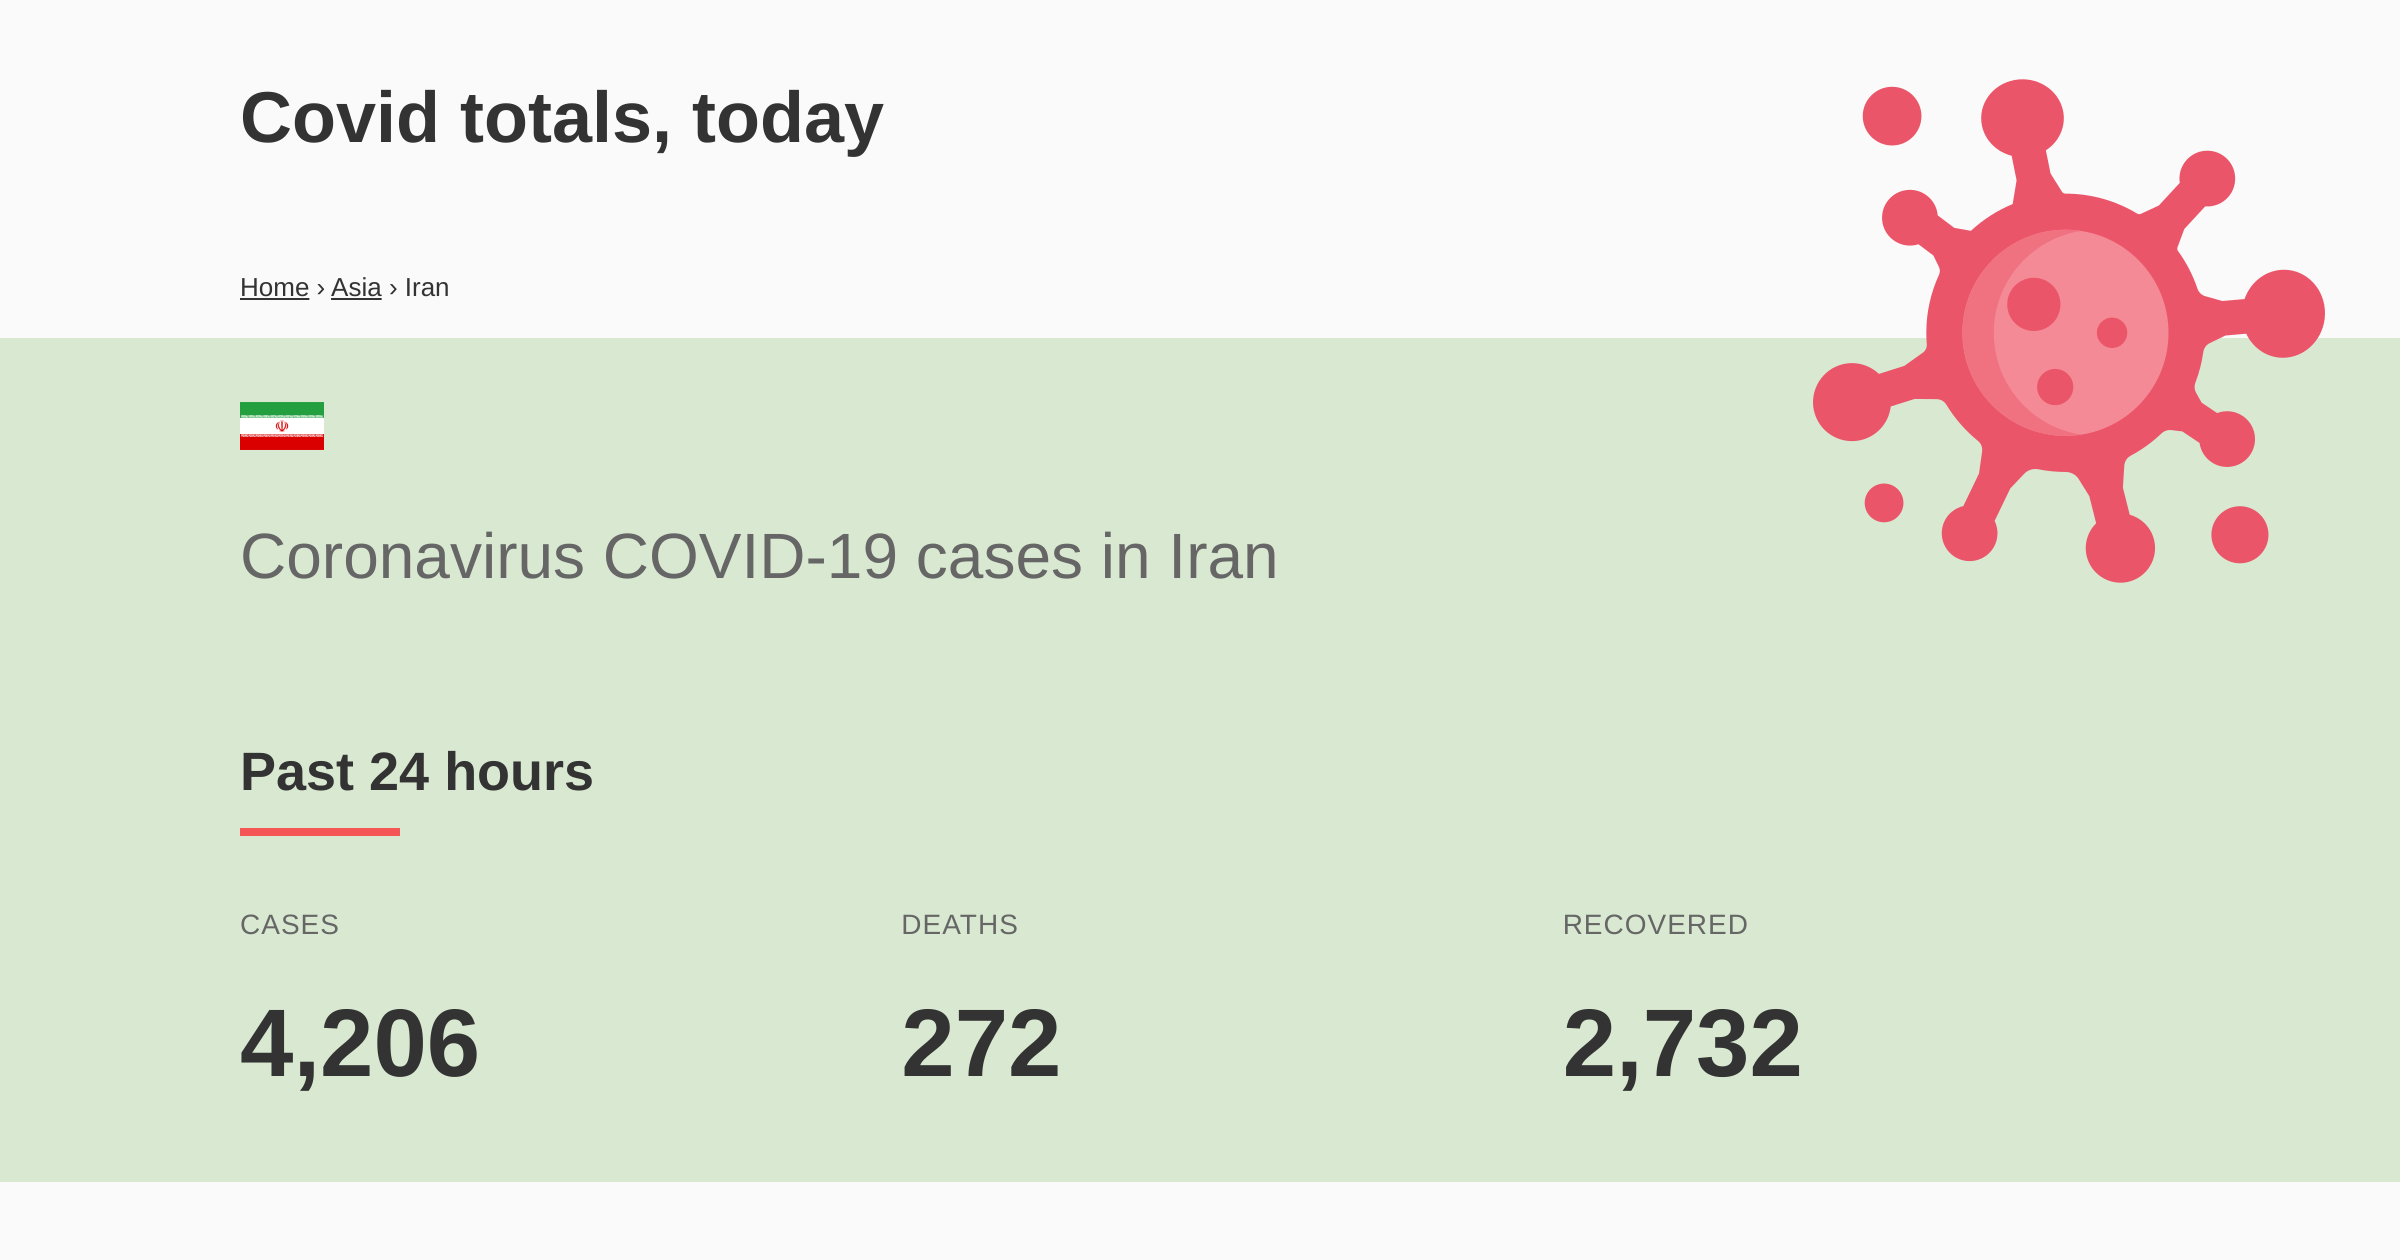 Covid totals, today
Home › Asia › Iran
Coronavirus COVID-19 cases in Iran
Past 24 hours
CASES DEATHS RECOVERED
4,206 272 2,732